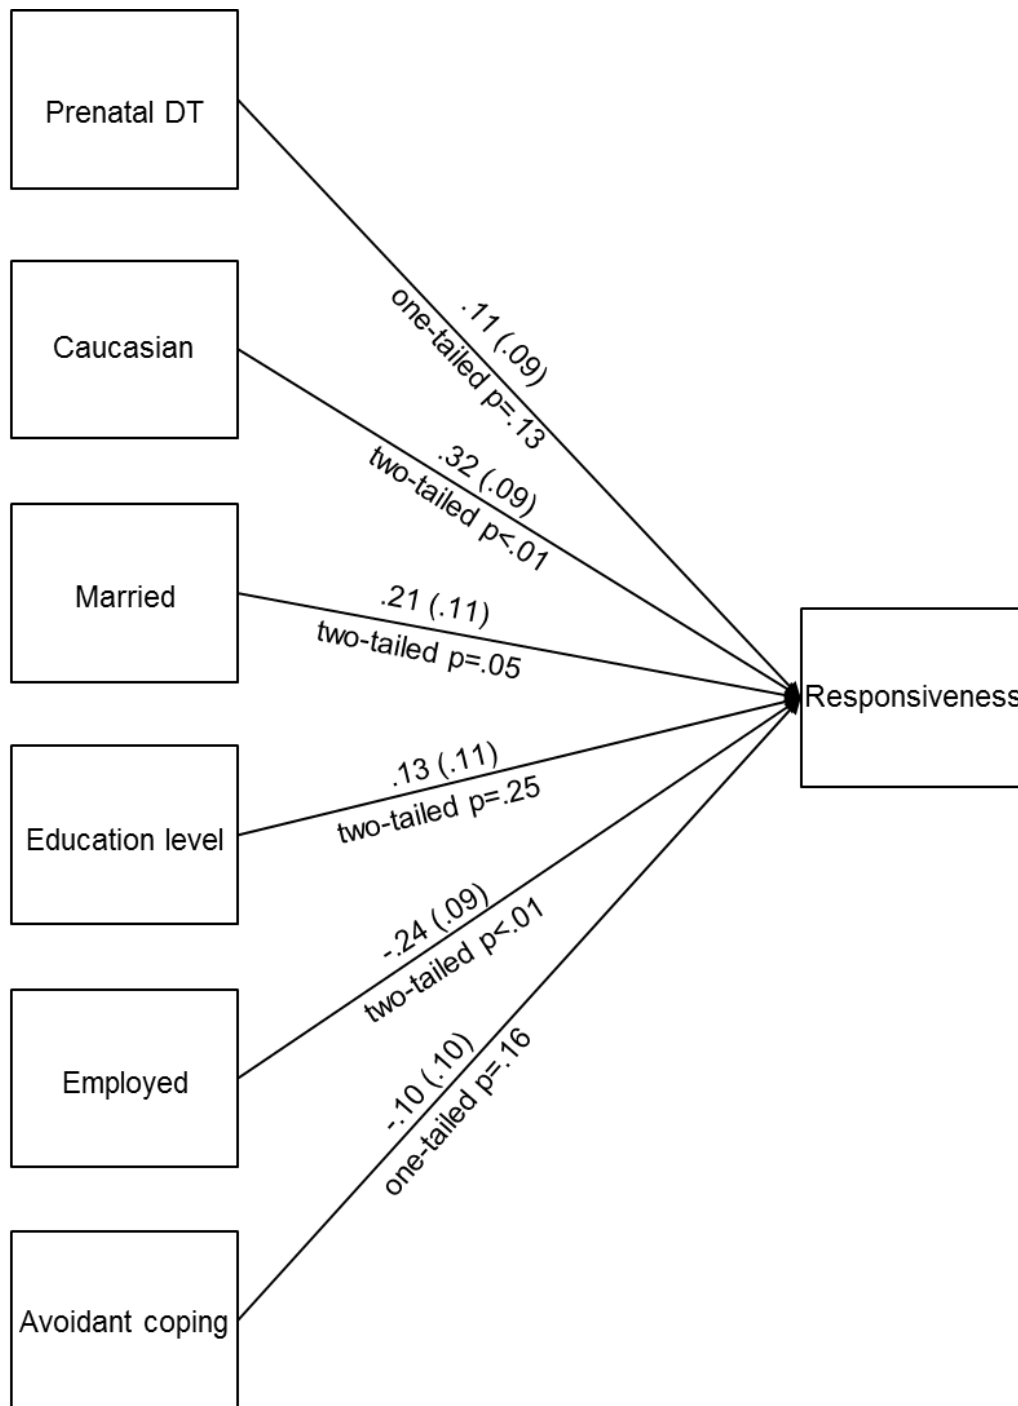 Prenatal DT
.11 (.09)
one-tailed p=.13
Caucasian
.32 (.09)
two-tailed p<.01
Married
.21 (.11)
two-tailed p=.05
Responsiveness
Education level
.13 (.11)
two-tailed p=.25
Employed
-.24 (.09)
two-tailed p<.01
Avoidant coping
-.10 (.10)
one-tailed p=.16